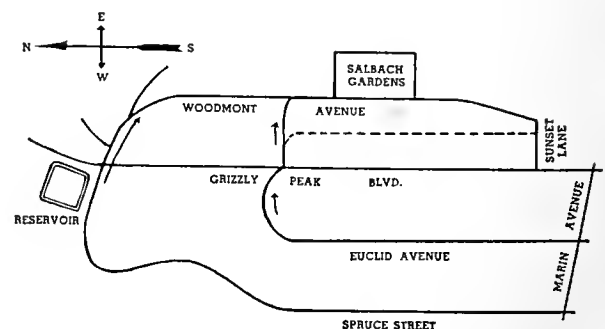 E
N
S
W
SALBACH
GARDENS
WOODMONT AVENUE
SUNSET
LANE
GRIZZLY PEAK BLVD.
RESERVOIR
MARIN AVENUE
EUCLID AVENUE
SPRUCE STREET